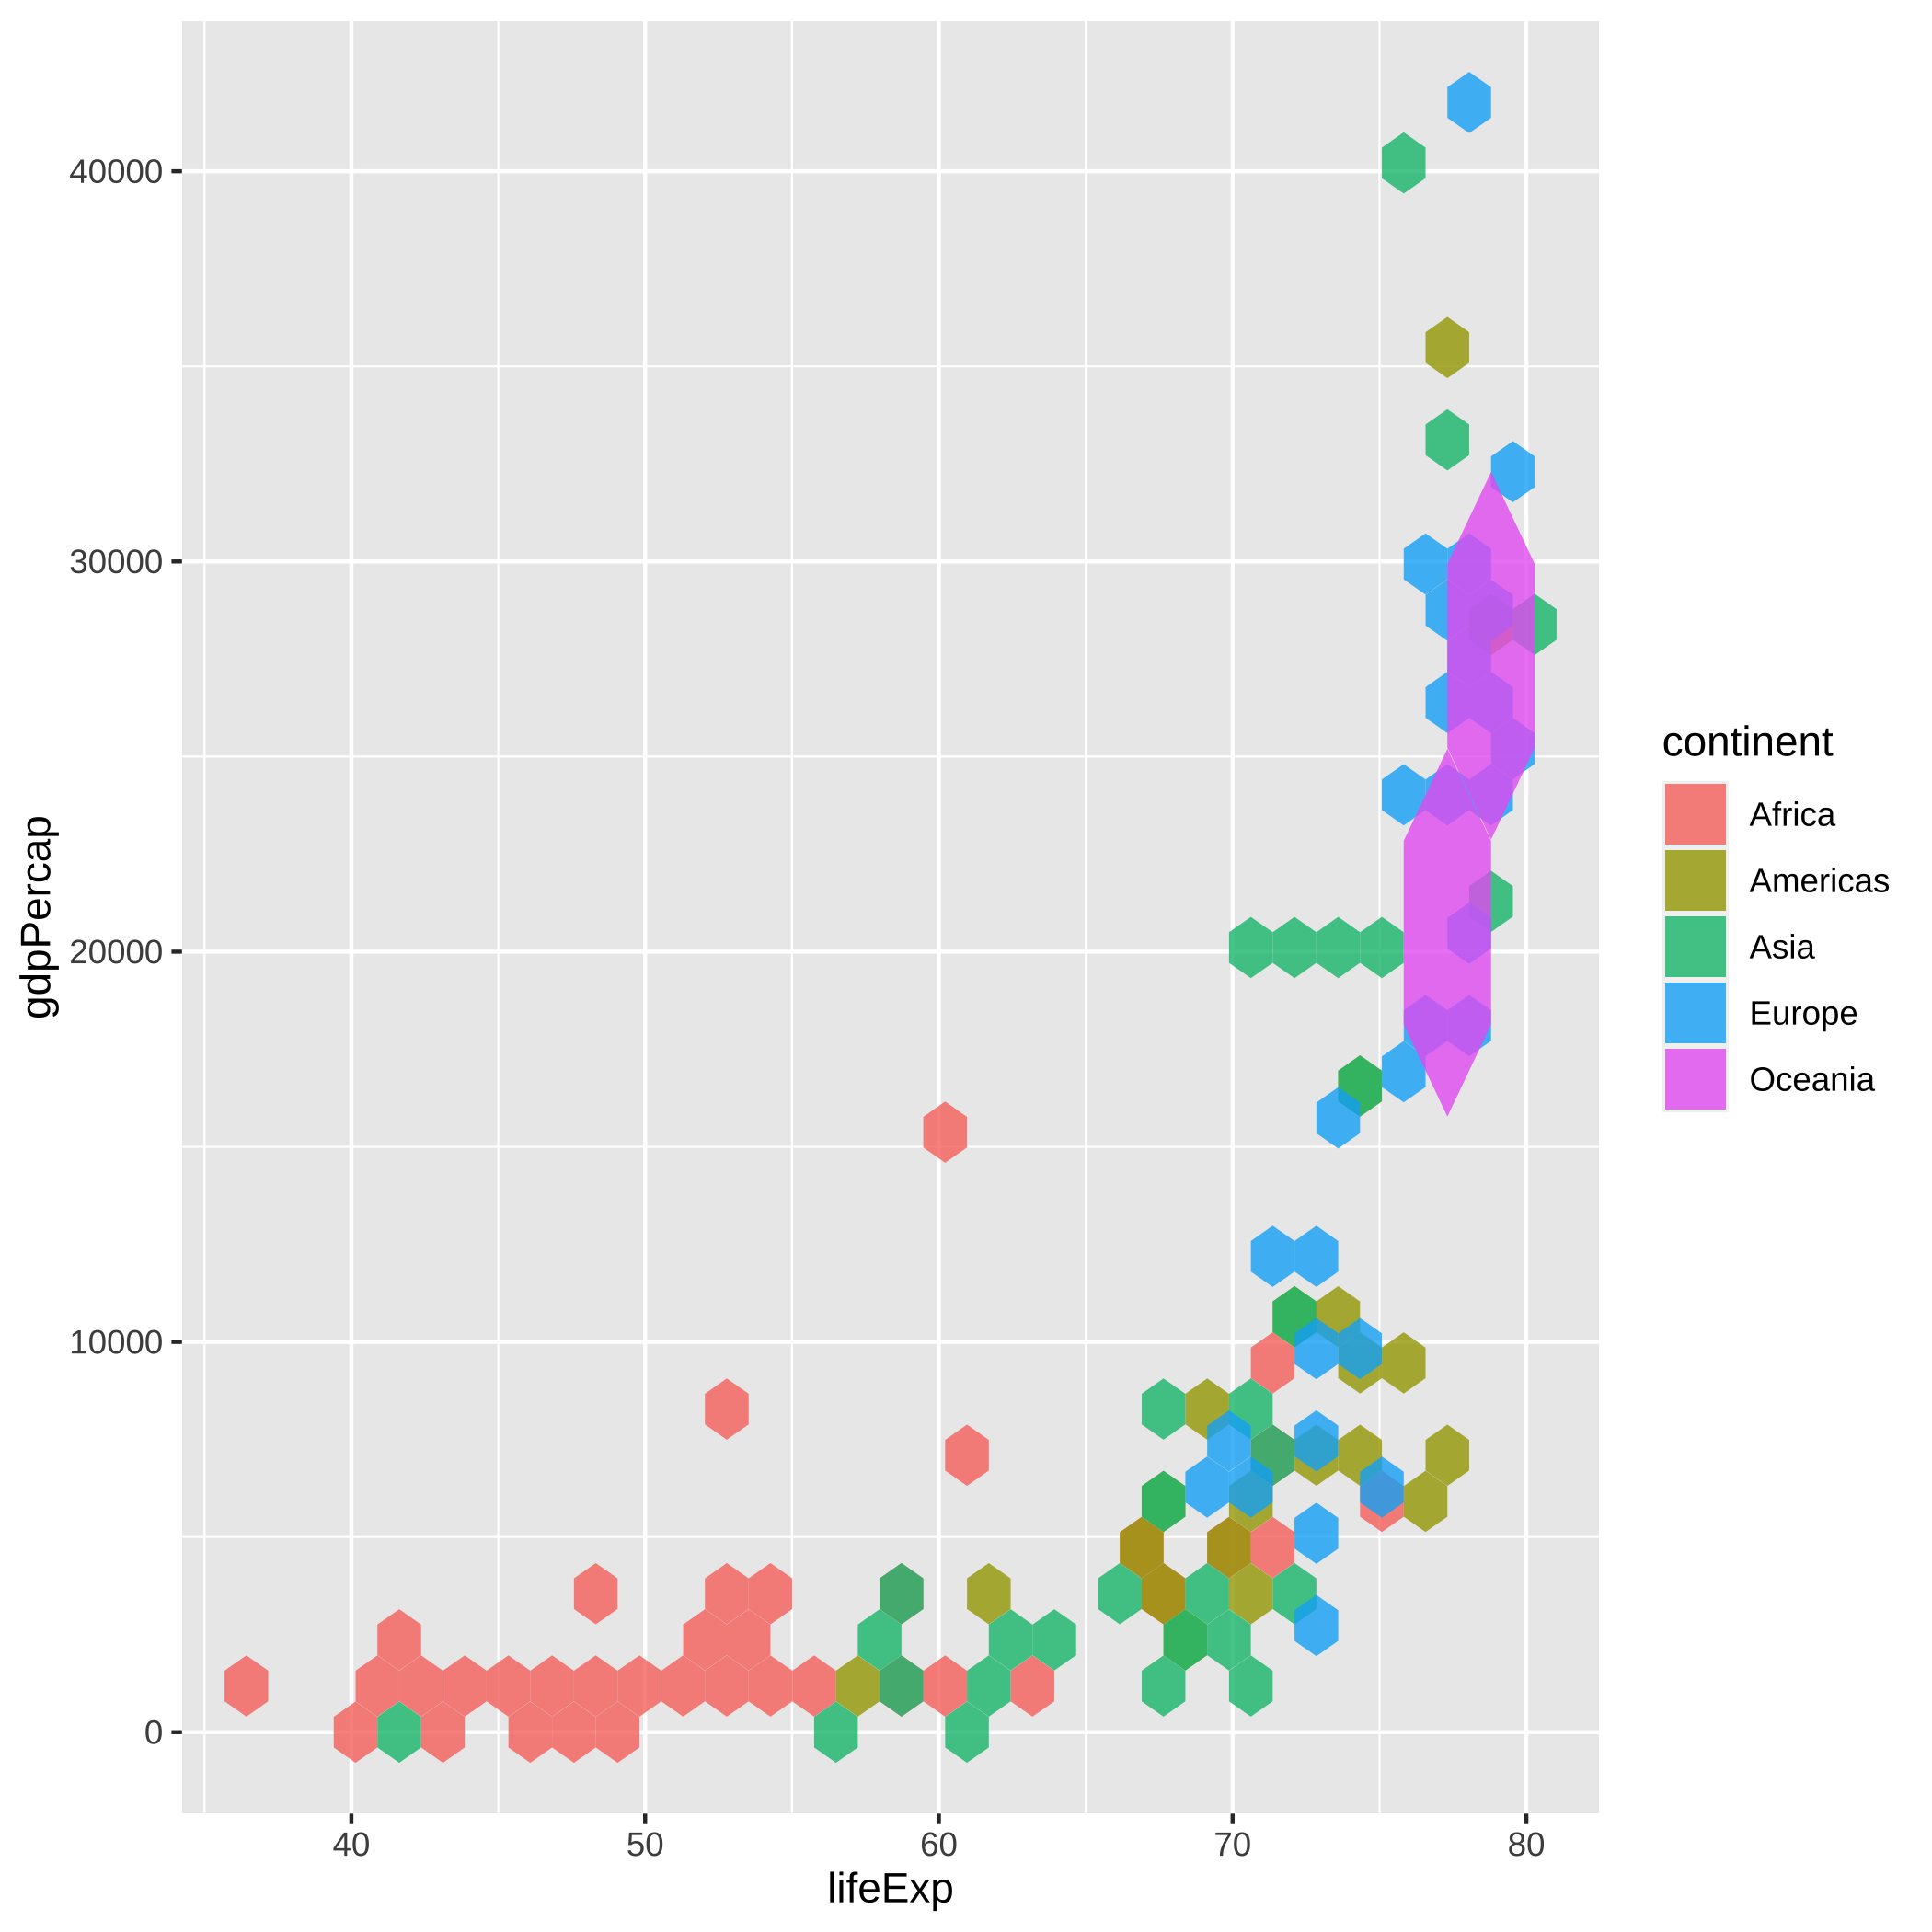 40000
30000
20000
10000
0
gdpPercap
40 50 60 70 80
lifeExp
continent
Africa
Americas
Asia
Europe
Oceania